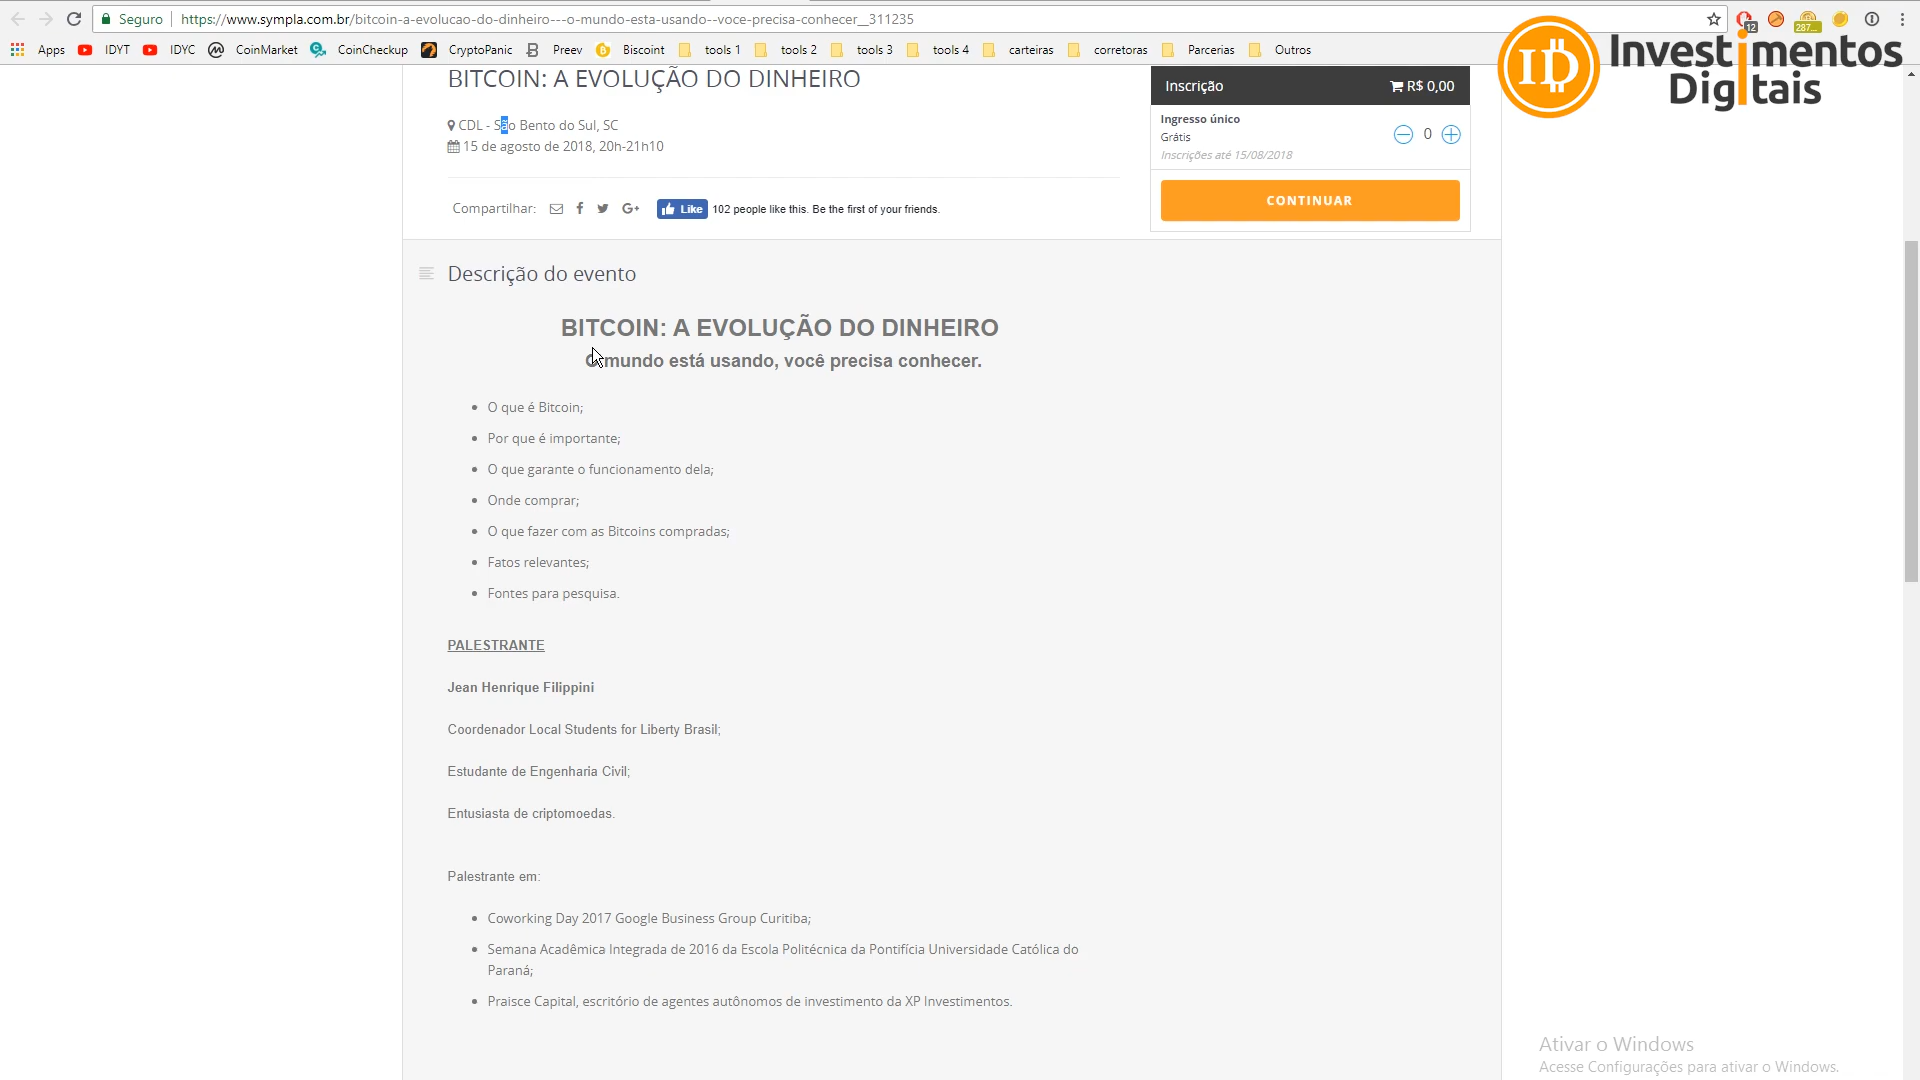 Seguro | https://www.sympla.com.br/bitcoin-a-evolucao-do-dinheiro---o-mundo-esta-usando--voce-precisa-conhecer__311235
12
287...
Apps IDYT IDYC CoinMarket CoinCheckup CryptoPanic Preev Biscoint tools 1 tools 2 tools 3 tools 4 carteiras corretoras Parcerias Outros
Investimentos
Digitais
BITCOIN: A EVOLUÇÃO DO DINHEIRO
CDL - São Bento do Sul, SC
15 de agosto de 2018, 20h-21h10
Compartilhar: G+ Like 102 people like this. Be the first of your friends.
Inscrição R$ 0,00
Ingresso único
Grátis
0
Inscrições até 15/08/2018
CONTINUAR
Descrição do evento
BITCOIN: A EVOLUÇÃO DO DINHEIRO
O mundo está usando, você precisa conhecer.
• O que é Bitcoin;
• Por que é importante;
• O que garante o funcionamento dela;
• Onde comprar;
• O que fazer com as Bitcoins compradas;
• Fatos relevantes;
• Fontes para pesquisa.
PALESTRANTE
Jean Henrique Filippini
Coordenador Local Students for Liberty Brasil;
Estudante de Engenharia Civil;
Entusiasta de criptomoedas.
Palestrante em:
• Coworking Day 2017 Google Business Group Curitiba;
• Semana Acadêmica Integrada de 2016 da Escola Politécnica da Pontifícia Universidade Católica do
Paraná;
• Praisce Capital, escritório de agentes autônomos de investimento da XP Investimentos.
Ativar o Windows
Acesse Configurações para ativar o Windows.